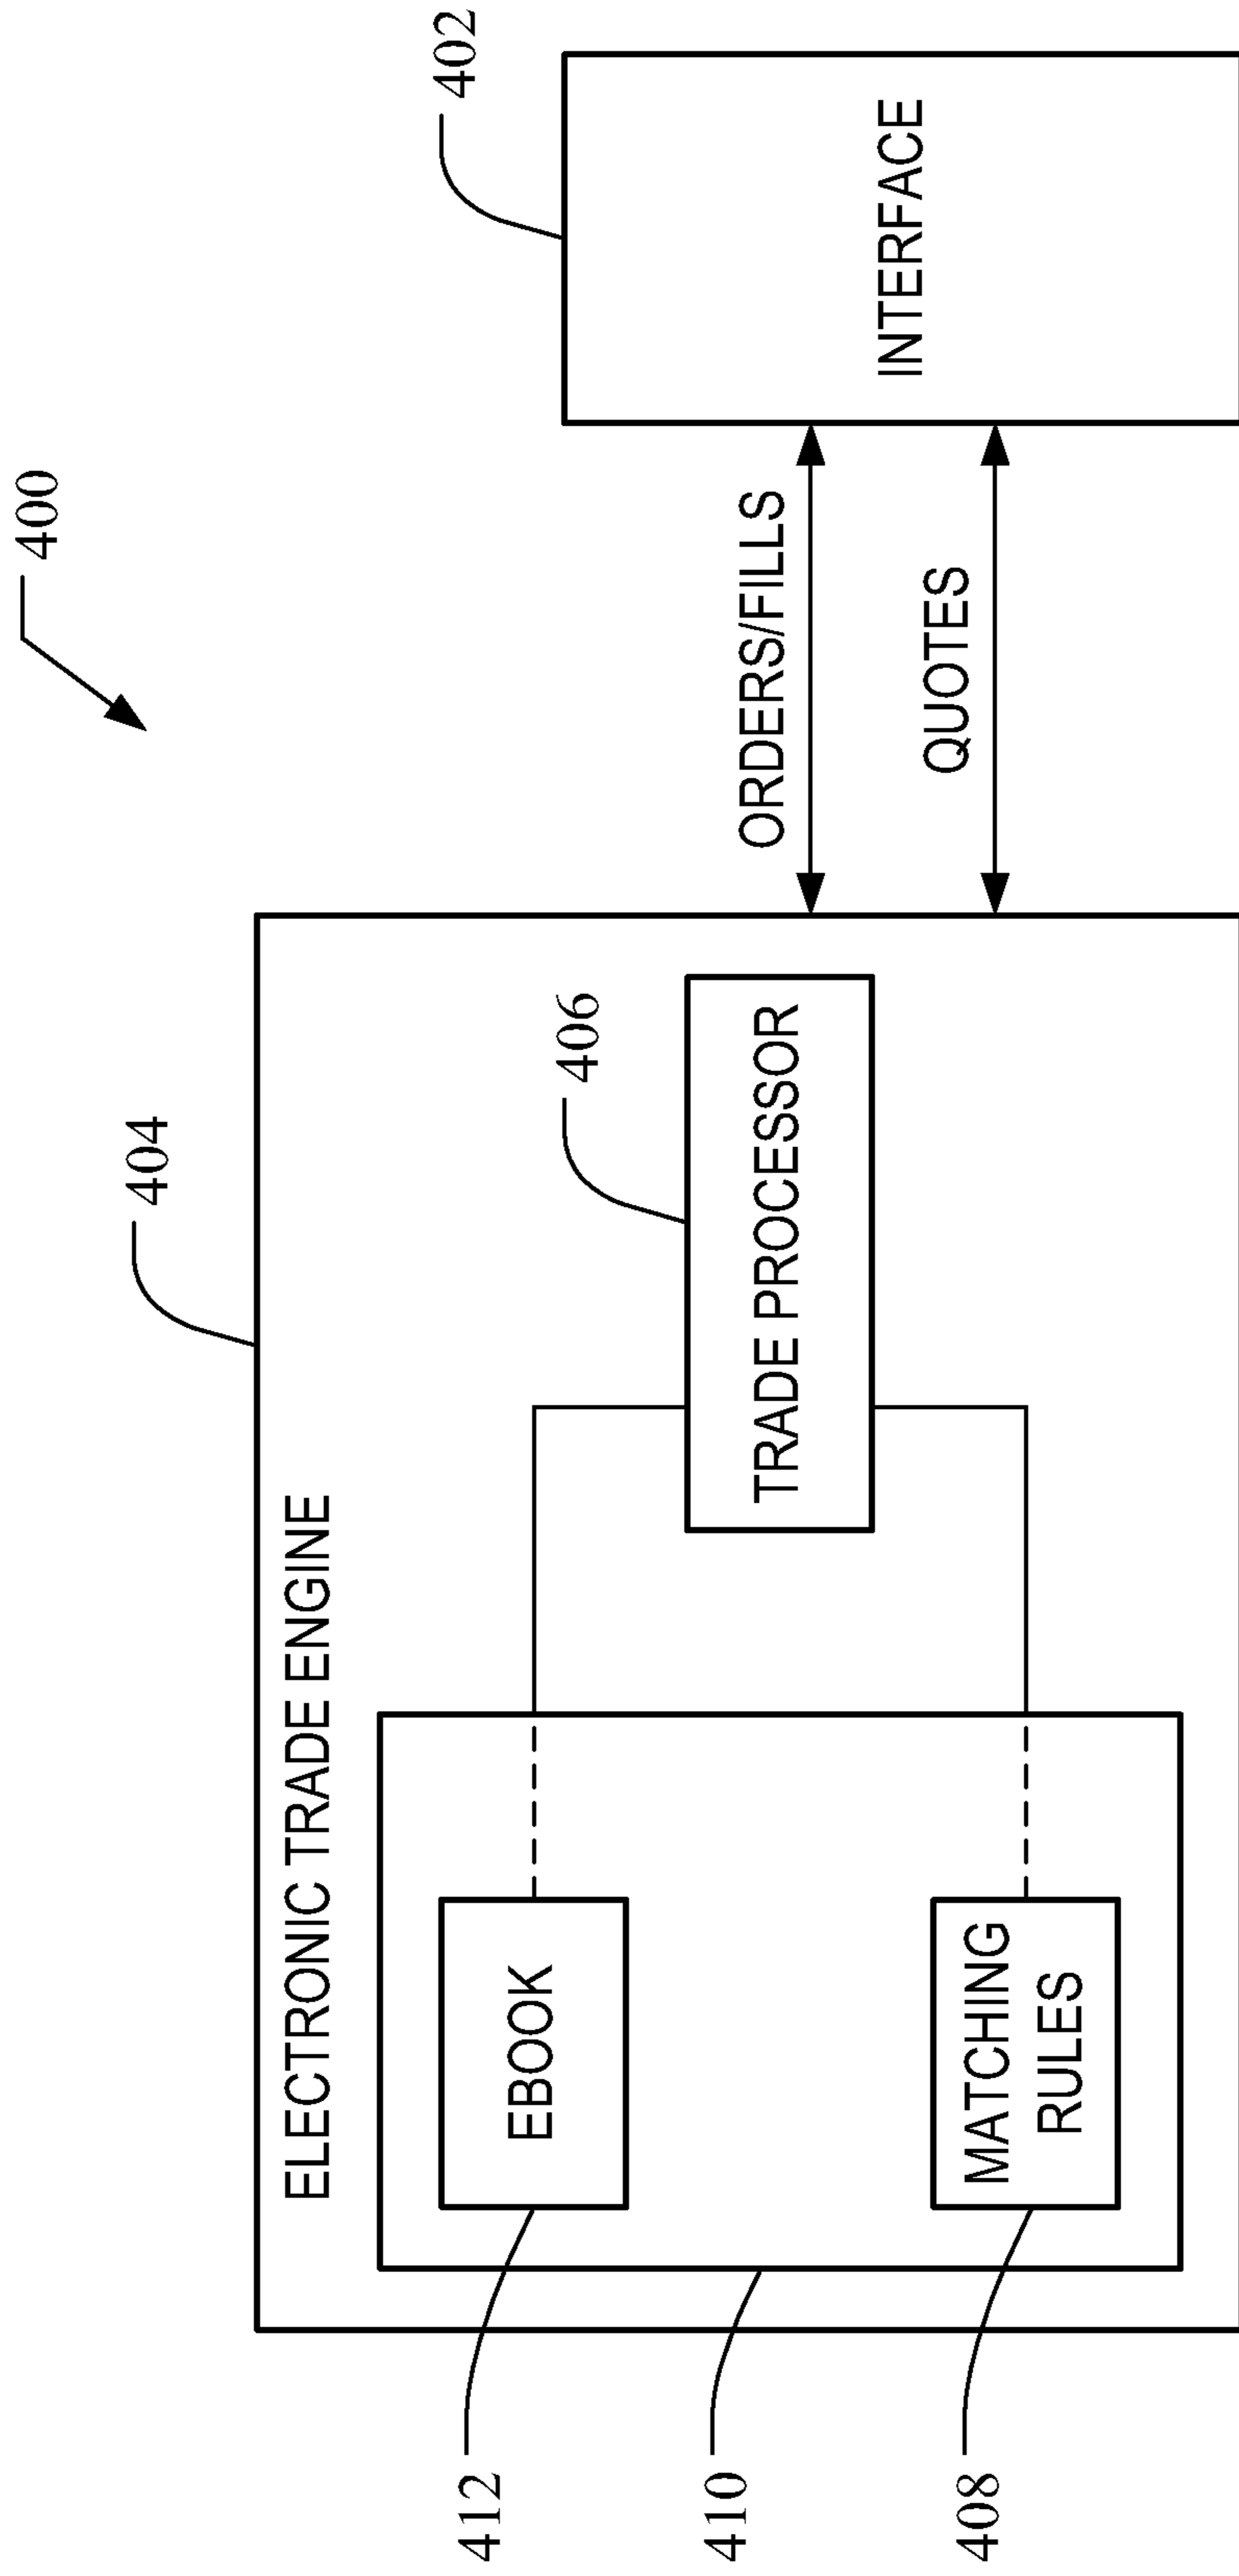 400
404
402
ELECTRONIC TRADE ENGINE
406
412
EBOOK
TRADE PROCESSOR
ORDERS/FILLS
INTERFACE
410
QUOTES
408
MATCHING
RULES